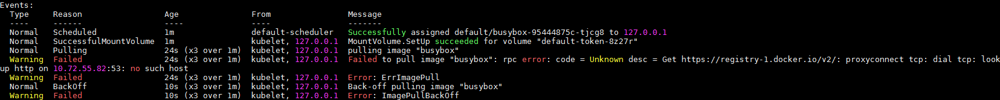 Events:
  Type     Reason                 Age                From                Message
  ----     ------                 ----               ----                -------
  Normal   Scheduled              1m                 default-scheduler   Successfully assigned default/busybox-95444875c-tjcg8 to 127.0.0.1
  Normal   SuccessfulMountVolume  1m                 kubelet, 127.0.0.1  MountVolume.SetUp succeeded for volume "default-token-8z27r"
  Normal   Pulling                24s (x3 over 1m)   kubelet, 127.0.0.1  pulling image "busybox"
  Warning  Failed                 24s (x3 over 1m)   kubelet, 127.0.0.1  Failed to pull image "busybox": rpc error: code = Unknown desc = Get https://registry-1.docker.io/v2/: proxyconnect tcp: dial tcp: look
up http on 10.72.55.82:53: no such host
  Warning  Failed                 24s (x3 over 1m)   kubelet, 127.0.0.1  Error: ErrImagePull
  Normal   BackOff                10s (x3 over 1m)   kubelet, 127.0.0.1  Back-off pulling image "busybox"
  Warning  Failed                 10s (x3 over 1m)   kubelet, 127.0.0.1  Error: ImagePullBackOff